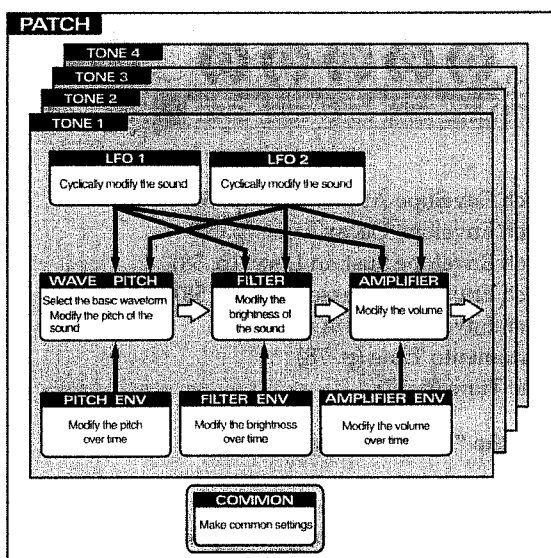 PATCH
TONE 4
TONE 3
TONE 2
TONE 1
LFO 1
Cyclically modify the sound
LFO 2
Cyclically modify the sound
WAVE PITCH
Select the basic waveform
Modify the pitch of the
sound
FILTER
Modify the
brightness of
the sound
AMPLIFIER
Modify the volume
PITCH ENV
Modify the pitch
over time
FILTER ENV
Modify the brightness
over time
AMPLIFIER ENV
Modify the volume
over time
COMMON
Make common settings